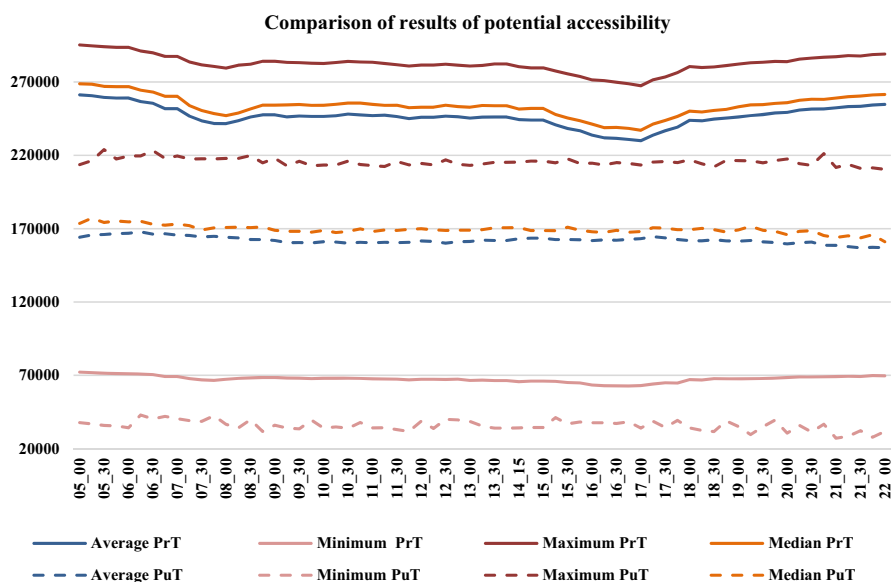 Comparison of results of potential accessibility
270000
220000
170000
120000
70000
20000
05_00 05_30 06_00 06_30 07_00 07_30 08_00 08_30 09_00 09_30 10_00 10_30 11_00 11_30 12_00 12_30 13_00 13_30 14_15 15_00 15_30 16_00 16_30 17_00 17_30 18_00 18_30 19_00 19_30 20_00 20_30 21_00 21_30 22_00
Average PrT Minimum PrT Maximum PrT Median PrT
Average PuT Minimum PuT Maximum PuT Median PuT